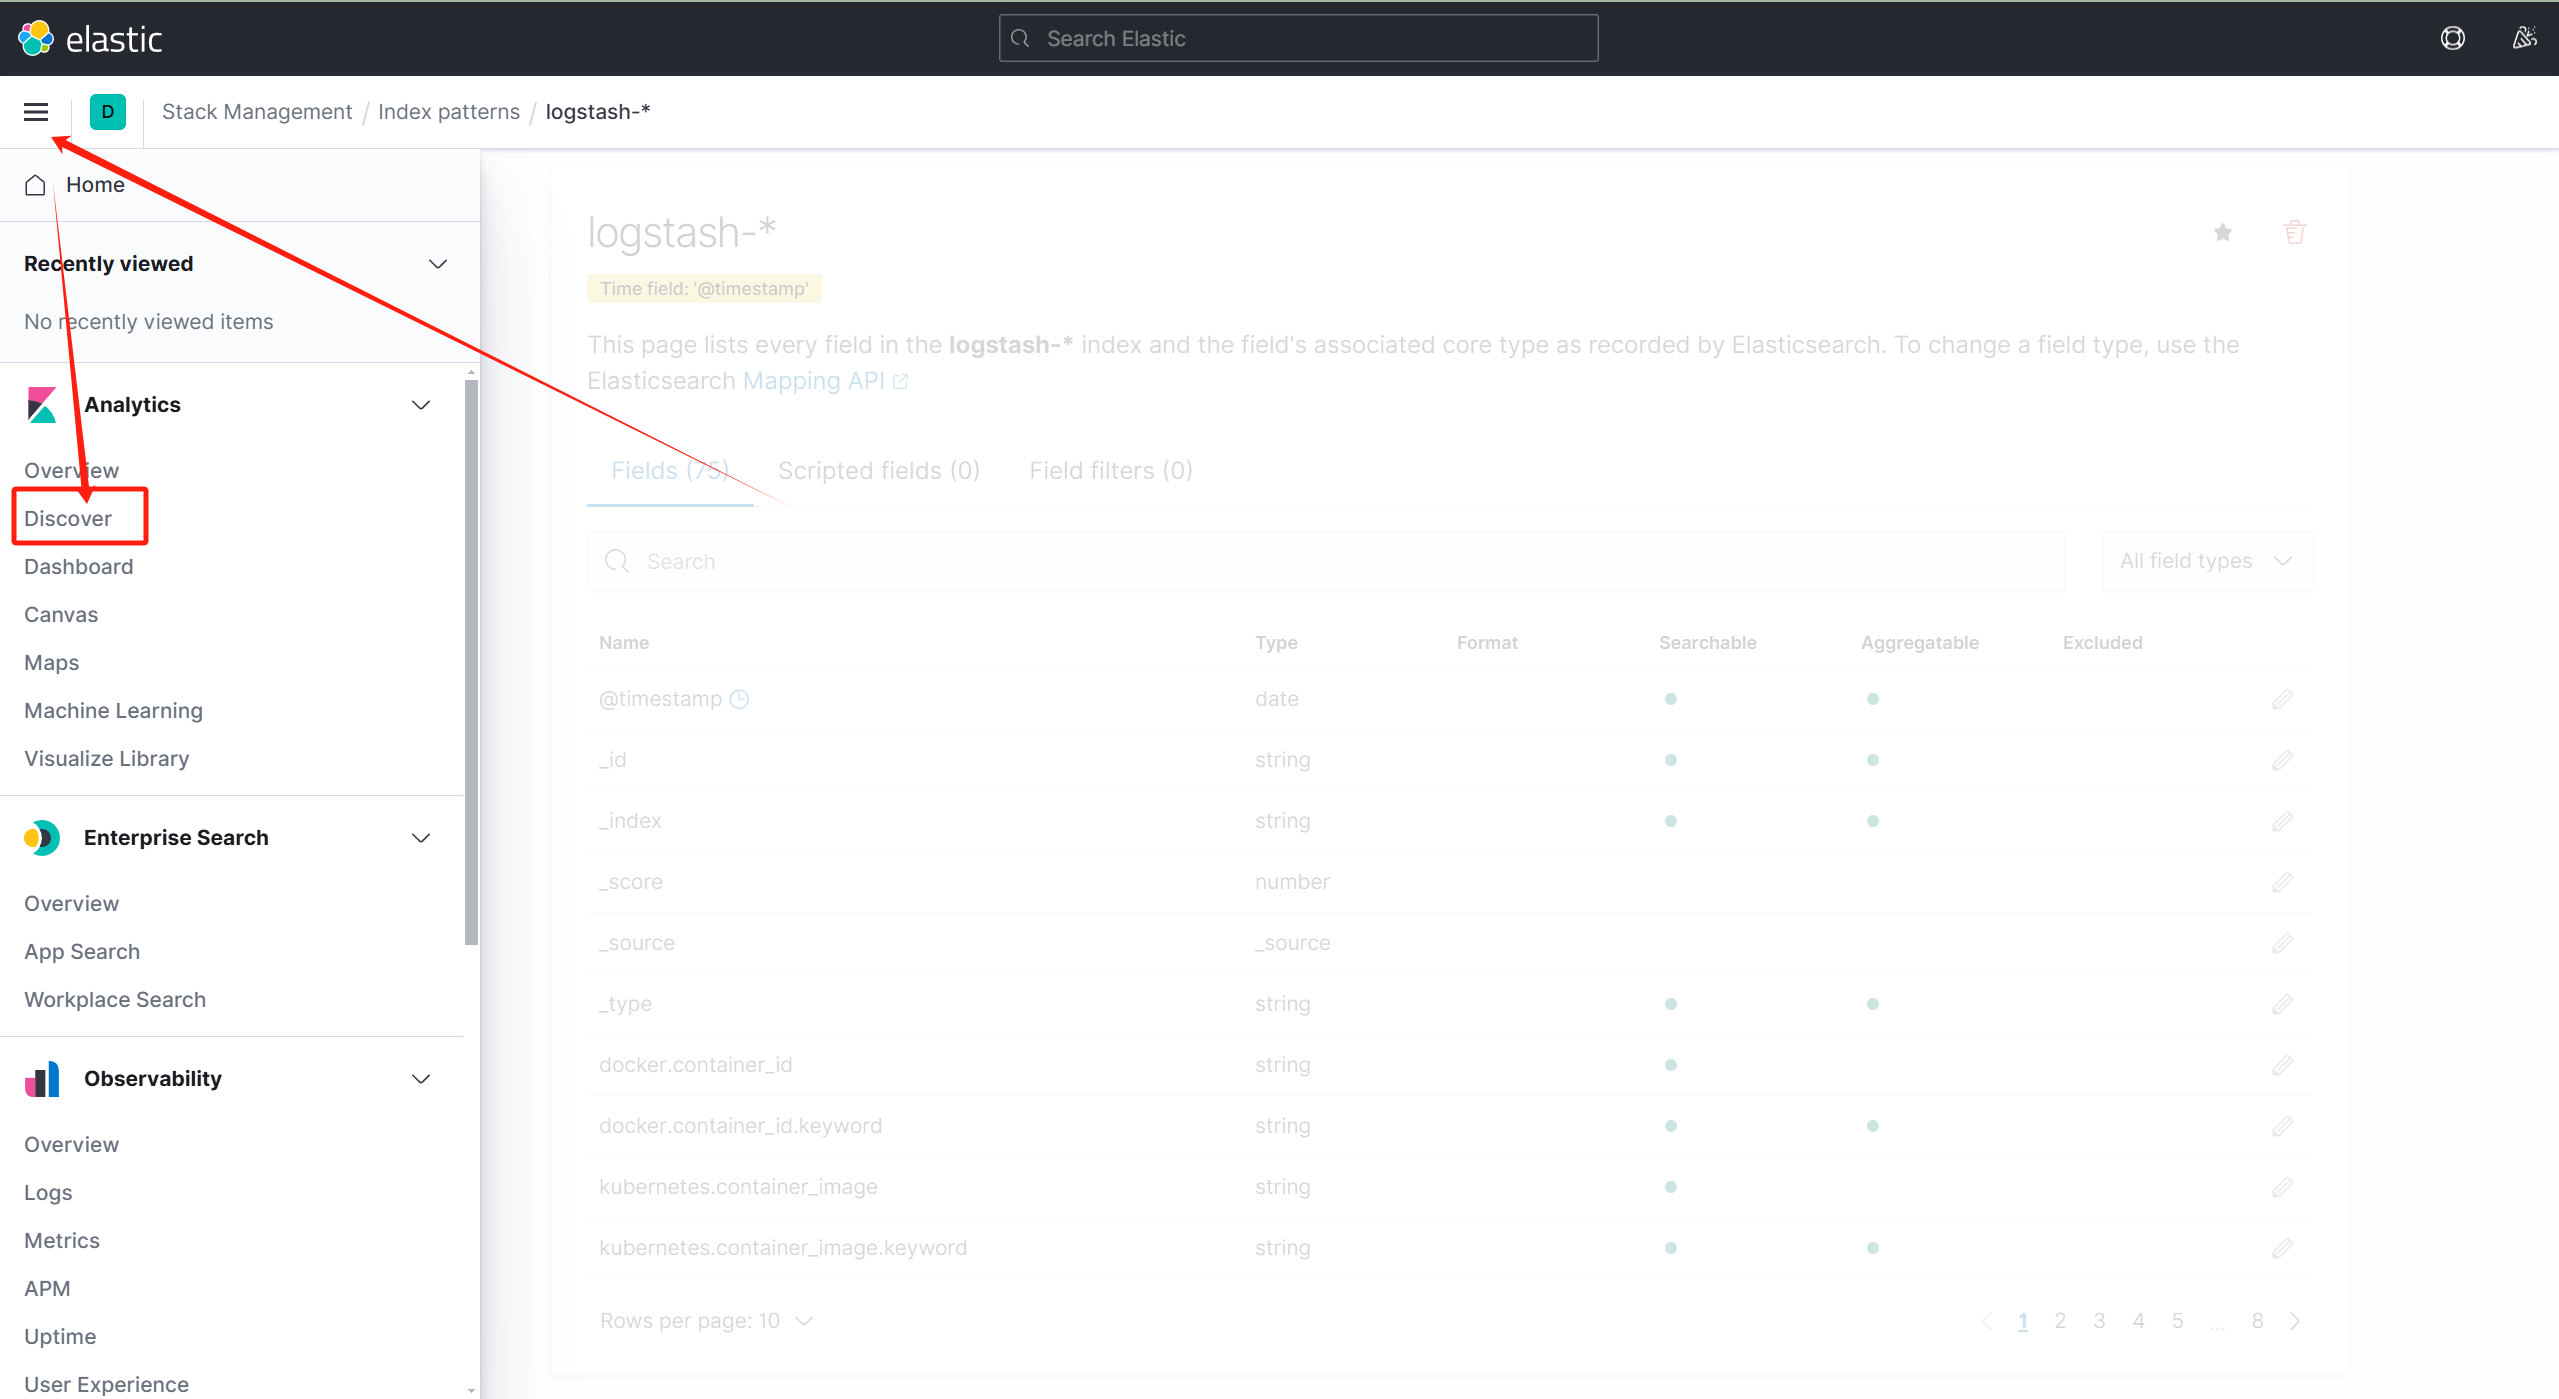 elastic
Search Elastic
D
Stack Management / Index patterns / logstash-*
Home
Recently viewed
No recently viewed items
Analytics
Overview
Discover
Dashboard
Canvas
Maps
Machine Learning
Visualize Library
Enterprise Search
Overview
App Search
Workplace Search
Observability
Overview
Logs
Metrics
APM
Uptime
User Experience
logstash-*
Time field: '@timestamp'
This page lists every field in the logstash-* index and the field's associated core type as recorded by Elasticsearch. To change a field type, use the
Elasticsearch Mapping API
Fields (75) Scripted fields (0) Field filters (0)
Search
All field types
Name Type Format Searchable Aggregatable Excluded
@timestamp date
_id string
_index string
_score number
_source _source
_type string
docker.container_id string
docker.container_id.keyword string
kubernetes.container_image string
kubernetes.container_image.keyword string
Rows per page: 10
1 2 3 4 5 ... 8